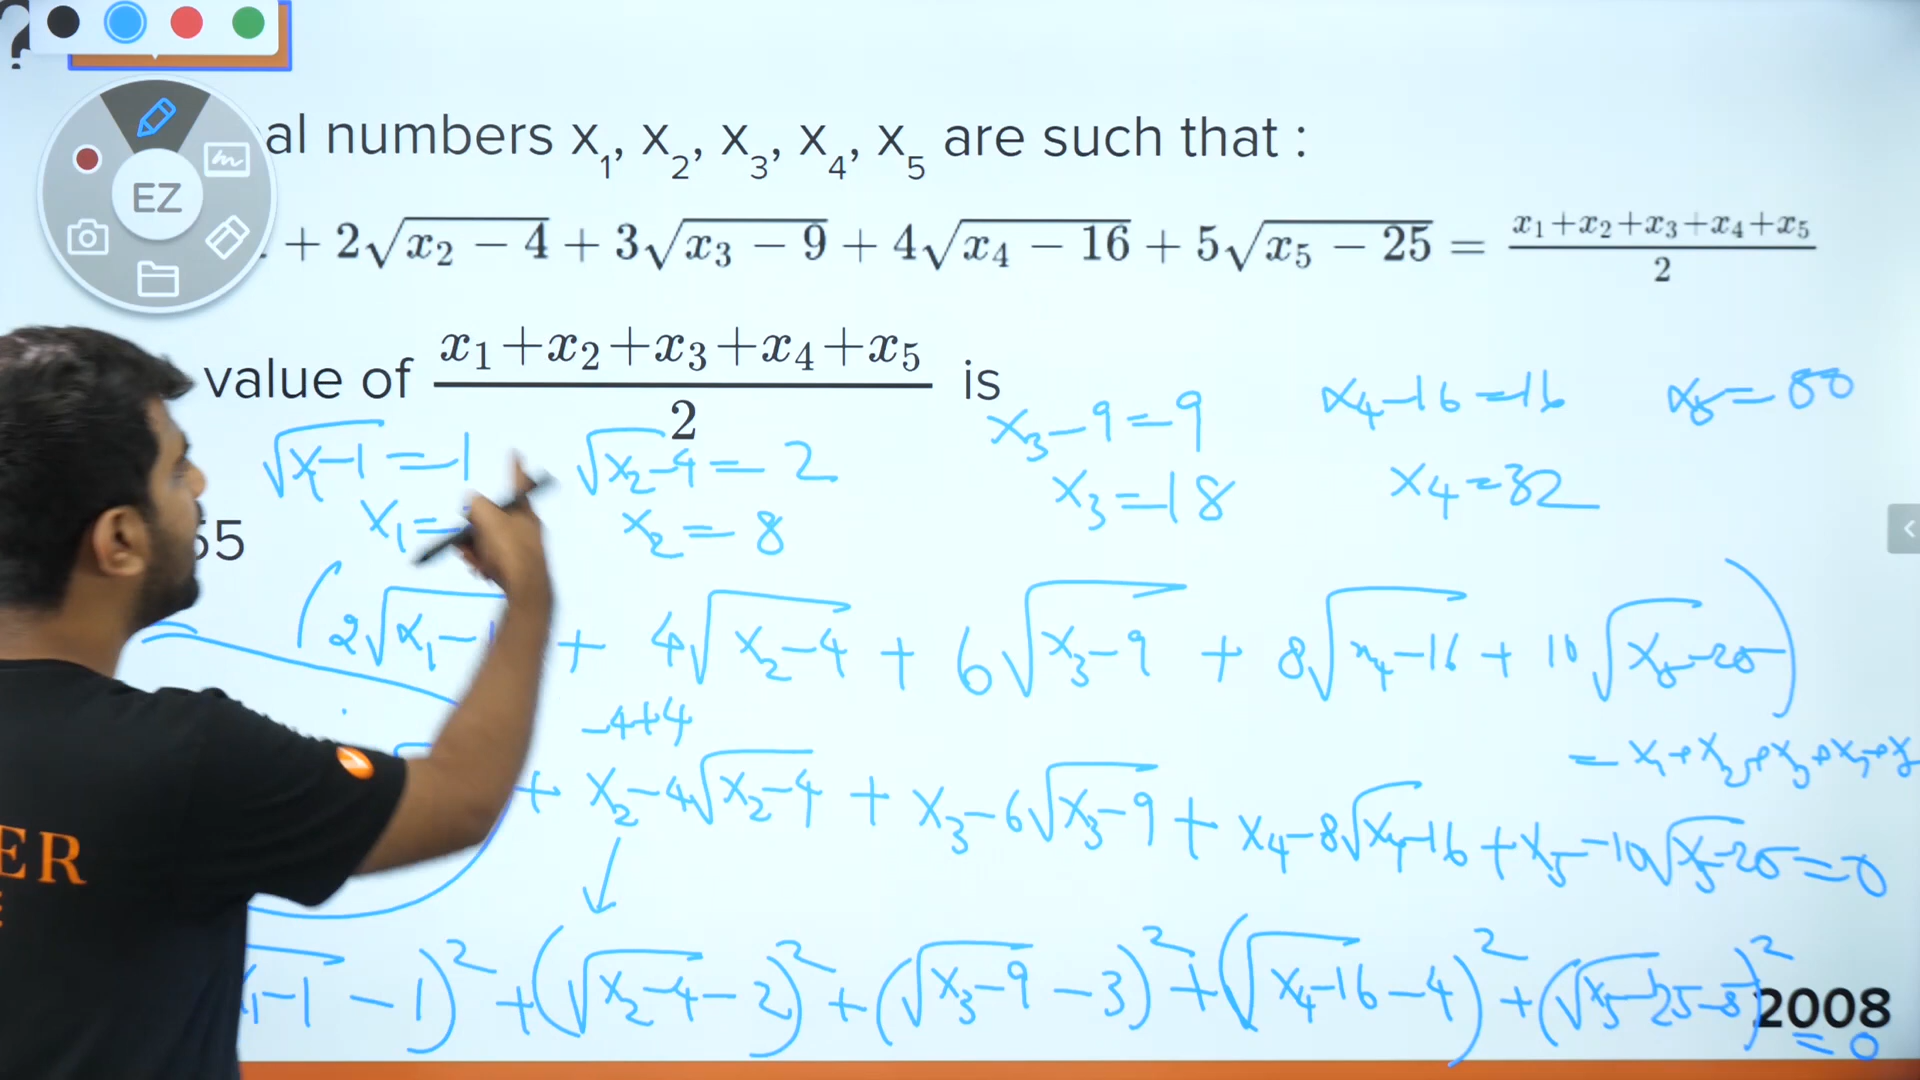 ?
EZ
al numbers x₁, x₂, x₃, x₄, x₅ are such that :
+ 2√(x₂ − 4) + 3√(x₃ − 9) + 4√(x₄ − 16) + 5√(x₅ − 25) = (x₁+x₂+x₃+x₄+x₅)/2
value of (x₁+x₂+x₃+x₄+x₅)/2 is
√(x₁−1) = 1 √(x₂−4) = 2 x₃−9=9 x₄−16=16 x₅=50
x₁= x₂=8 x₃=18 x₄=32
55
(2√(x₁− + 4√(x₂−4) + 6√(x₃−9) + 8√(x₄−16) + 10√(x₅−25))
= x₁+x₂+x₃+x₄+x₅
−4+4
+ x₂−4√(x₂−4) + x₃−6√(x₃−9) + x₄−8√(x₄−16) + x₅−10√(x₅−25) = 0
x₁−1 − 1)² + (√(x₂−4) − 2)² + (√(x₃−9) − 3)² + (√(x₄−16) − 4)² + (√(x₅−25) − 5)² = 0
2008
ER